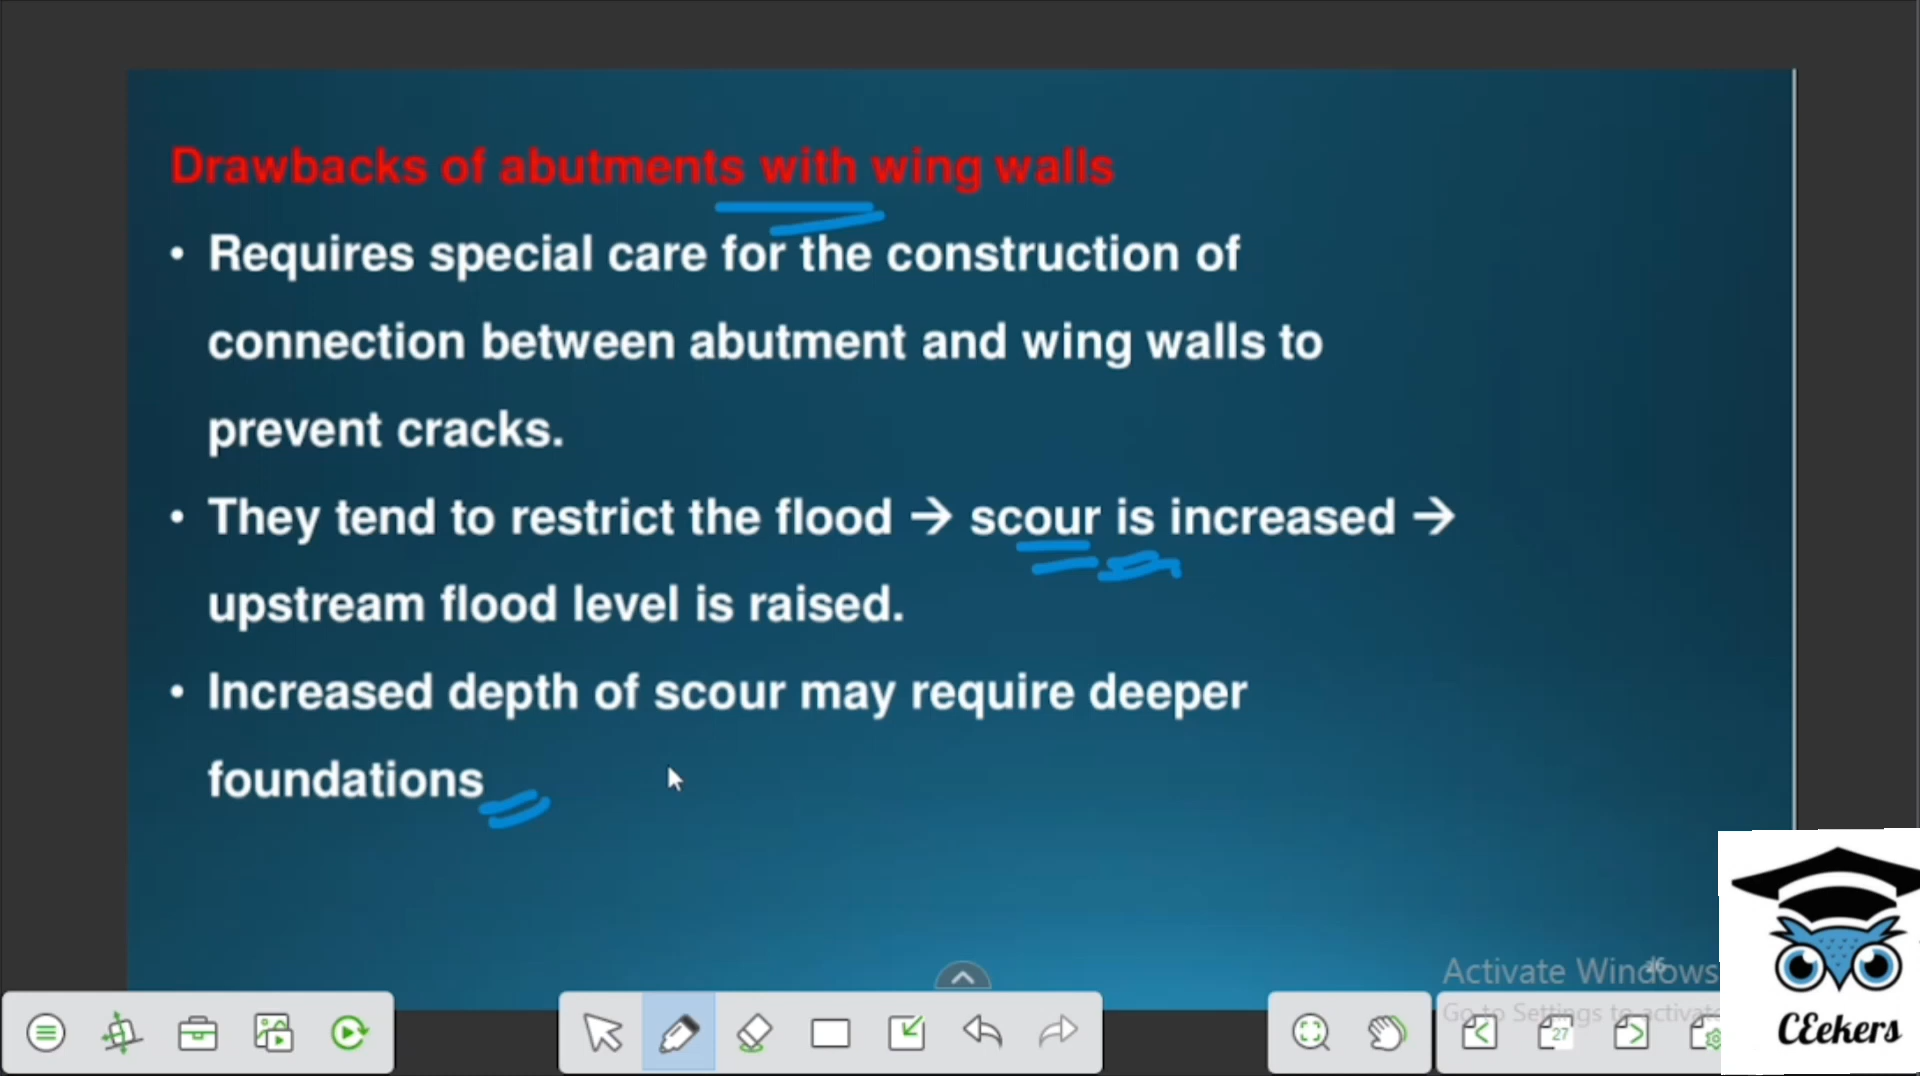 Drawbacks of abutments with wing walls
• Requires special care for the construction of
connection between abutment and wing walls to
prevent cracks.
• They tend to restrict the flood → scour is increased →
upstream flood level is raised.
• Increased depth of scour may require deeper
foundations
Activate Windows
26
Go to Settings to activate
27
CEekers